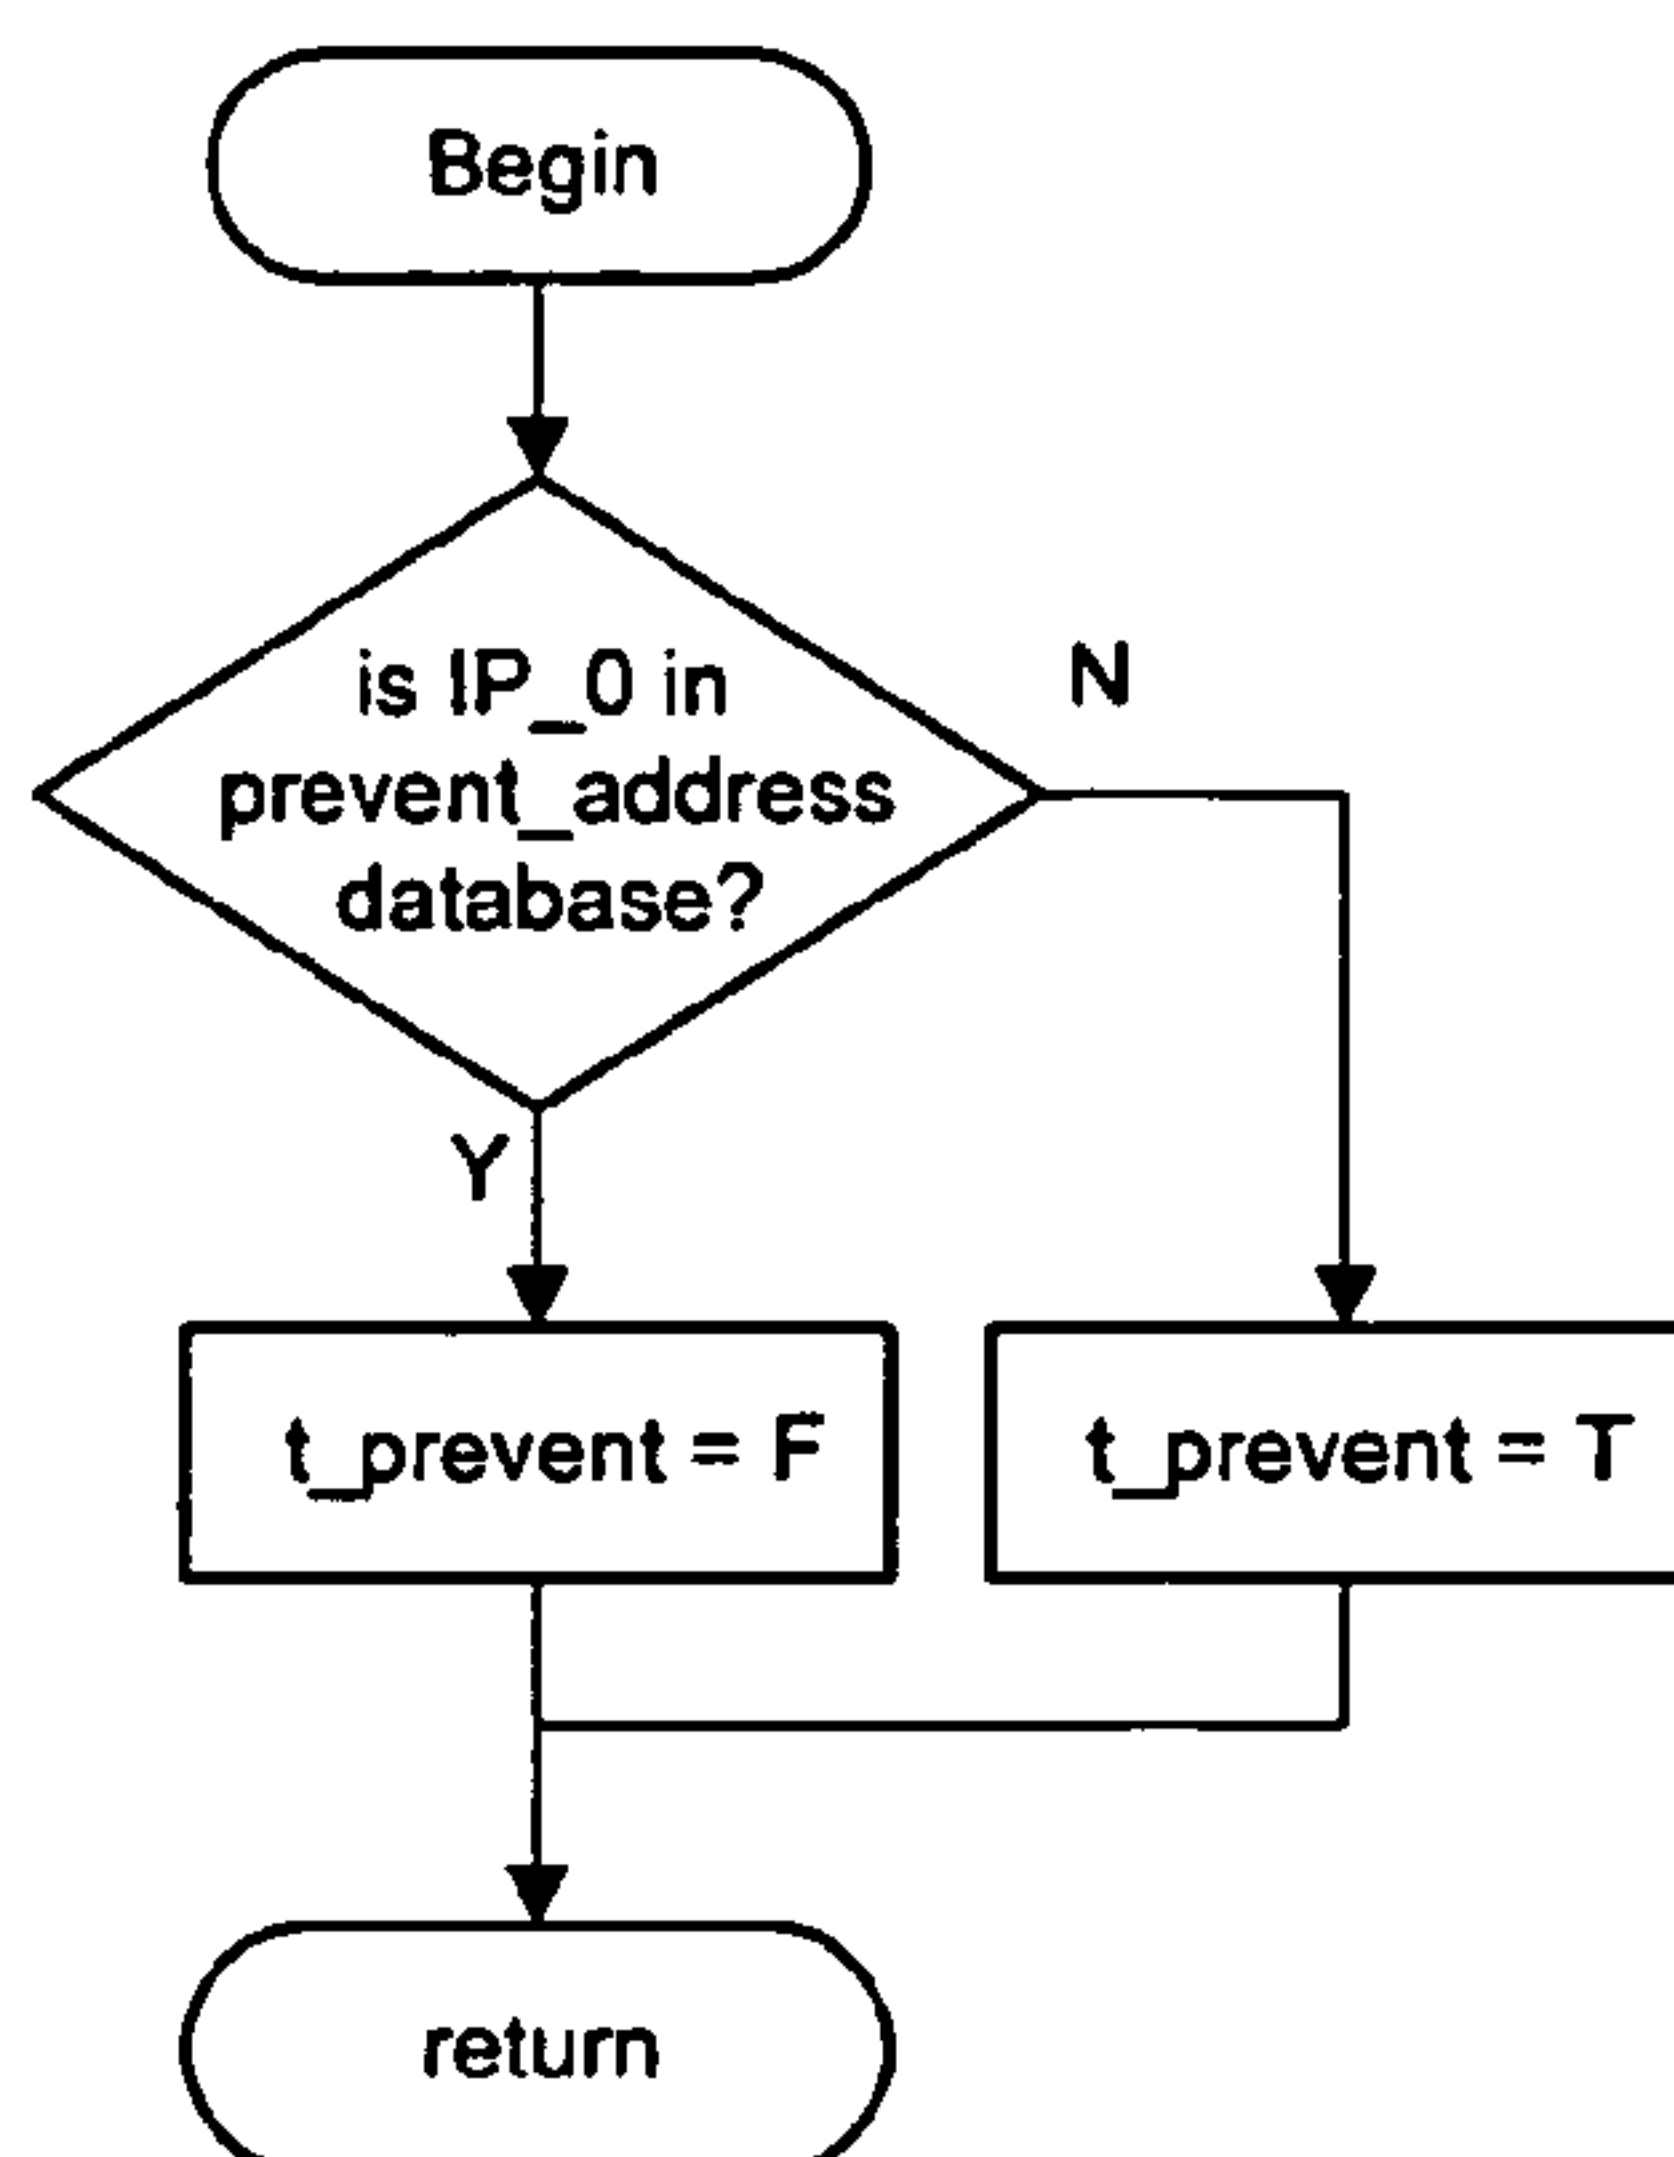 Begin
is IP_0 in
prevent_address
database?
N
Y
t_prevent = F
t_prevent = T
return